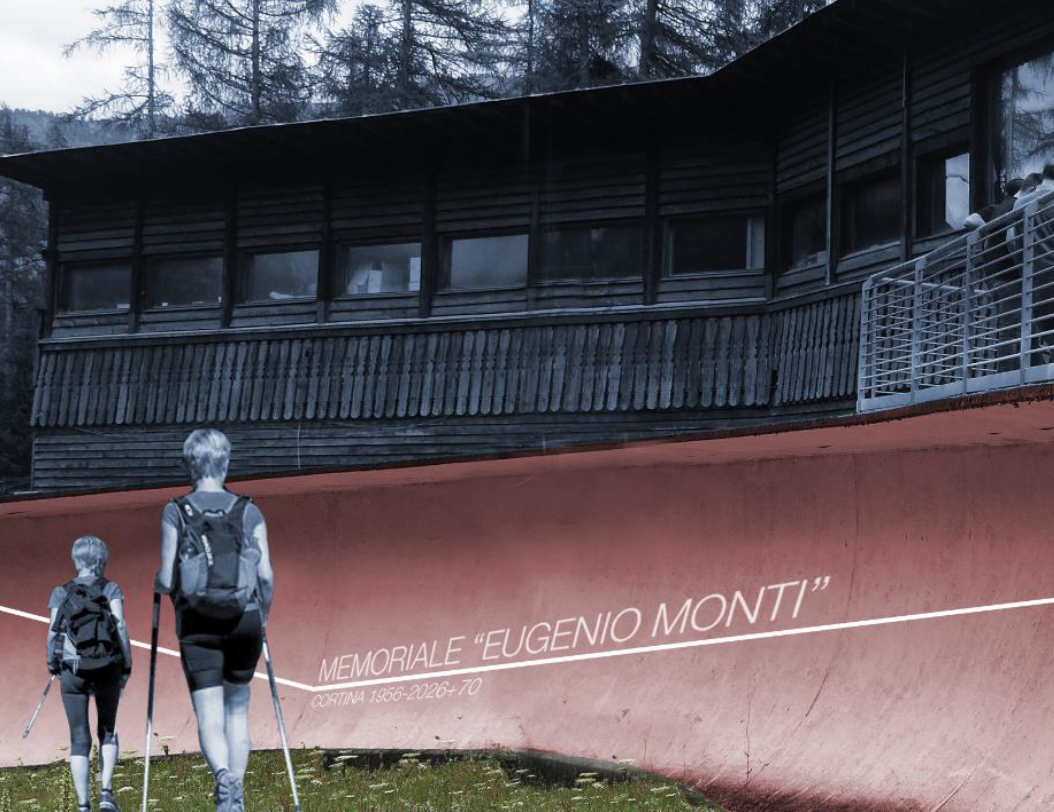 MEMORIALE “EUGENIO MONTI”
CORTINA 1956-2026+70